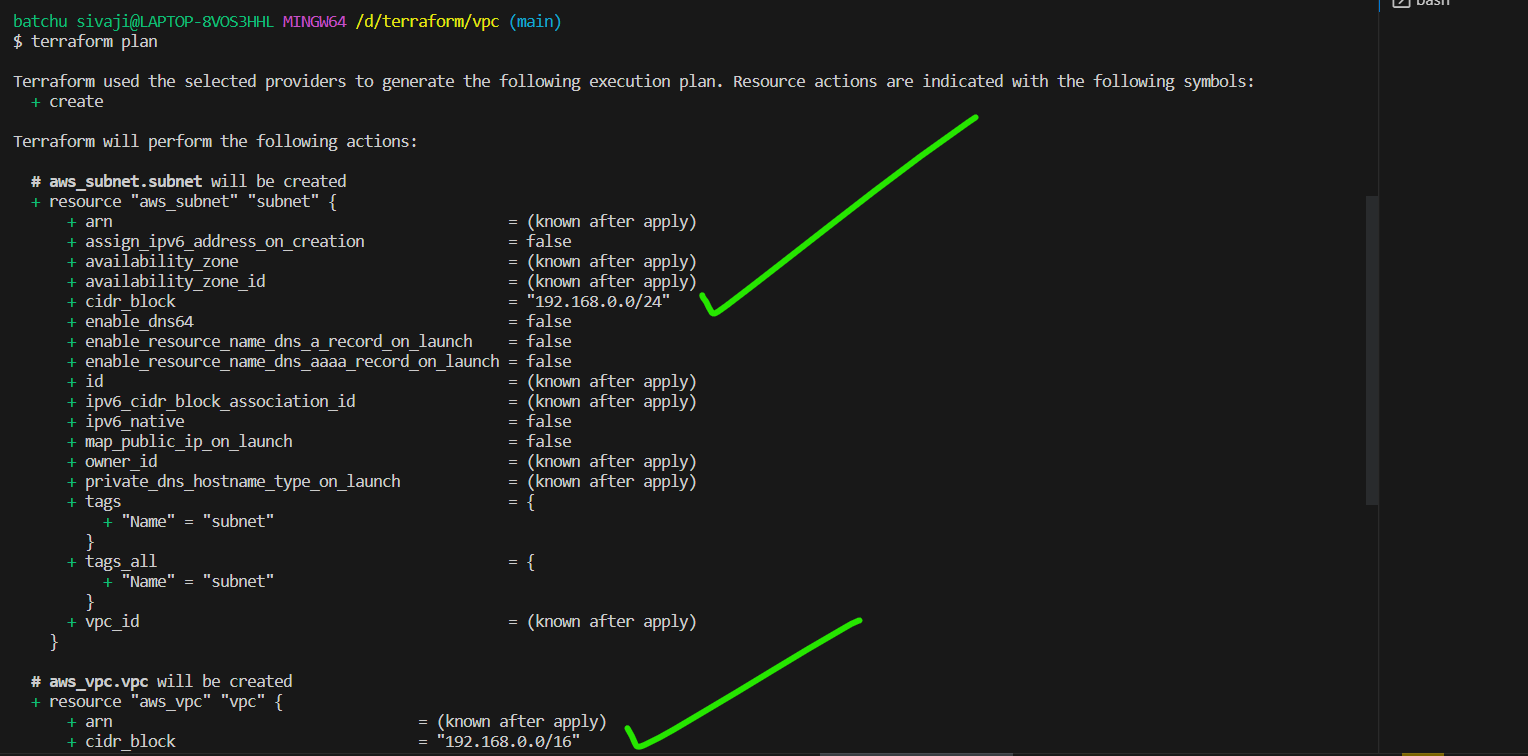 bash
batchu sivaji@LAPTOP-8VOS3HHL MINGW64 /d/terraform/vpc (main)
$ terraform plan
Terraform used the selected providers to generate the following execution plan. Resource actions are indicated with the following symbols:
+ create
Terraform will perform the following actions:
# aws_subnet.subnet will be created
+ resource "aws_subnet" "subnet" {
+ arn = (known after apply)
+ assign_ipv6_address_on_creation = false
+ availability_zone = (known after apply)
+ availability_zone_id = (known after apply)
+ cidr_block = "192.168.0.0/24"
+ enable_dns64 = false
+ enable_resource_name_dns_a_record_on_launch = false
+ enable_resource_name_dns_aaaa_record_on_launch = false
+ id = (known after apply)
+ ipv6_cidr_block_association_id = (known after apply)
+ ipv6_native = false
+ map_public_ip_on_launch = false
+ owner_id = (known after apply)
+ private_dns_hostname_type_on_launch = (known after apply)
+ tags = {
+ "Name" = "subnet"
}
+ tags_all = {
+ "Name" = "subnet"
}
+ vpc_id = (known after apply)
}
# aws_vpc.vpc will be created
+ resource "aws_vpc" "vpc" {
+ arn = (known after apply)
+ cidr_block = "192.168.0.0/16"